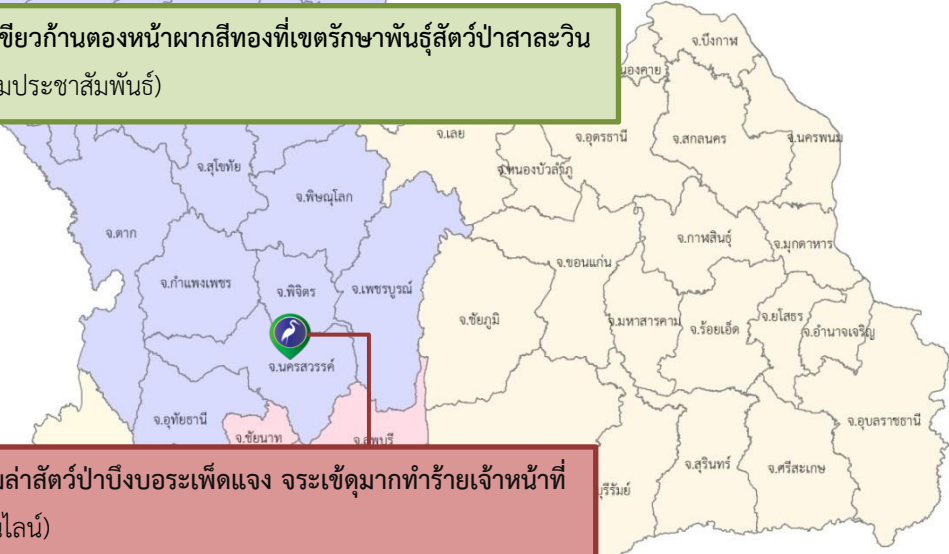 ขียวก้านตองหน้าผากสีทองที่เขตรักษาพันธุ์สัตว์ป่าสาละวิน
มประชาสัมพันธ์)
จ.บึงกาฬ
องคาย
จ.เลย
จ.อุดรธานี
จ.สกลนคร
จ.นครพนม
จ.สุโขทัย
จ.หนองบัวลำภู
จ.พิษณุโลก
จ.ตาก
จ.กาฬสินธุ์
จ.มุกดาหาร
จ.ขอนแก่น
จ.กำแพงเพชร
จ.พิจิตร
จ.เพชรบูรณ์
จ.ชัยภูมิ
จ.มหาสารคาม
จ.ร้อยเอ็ด
จ.ยโสธร
จ.อำนาจเจริญ
จ.นครสวรรค์
จ.อุทัยธานี
จ.ชัยนาท
จ.ลพบุรี
จ.อุบลราชธานี
จ.สุรินทร์
จ.ศรีสะเกษ
ุรีรัมย์
ล่าสัตว์ป่าบึงบอระเพ็ดแจง จระเข้ดุมากทำร้ายเจ้าหน้าที่
นไลน์)